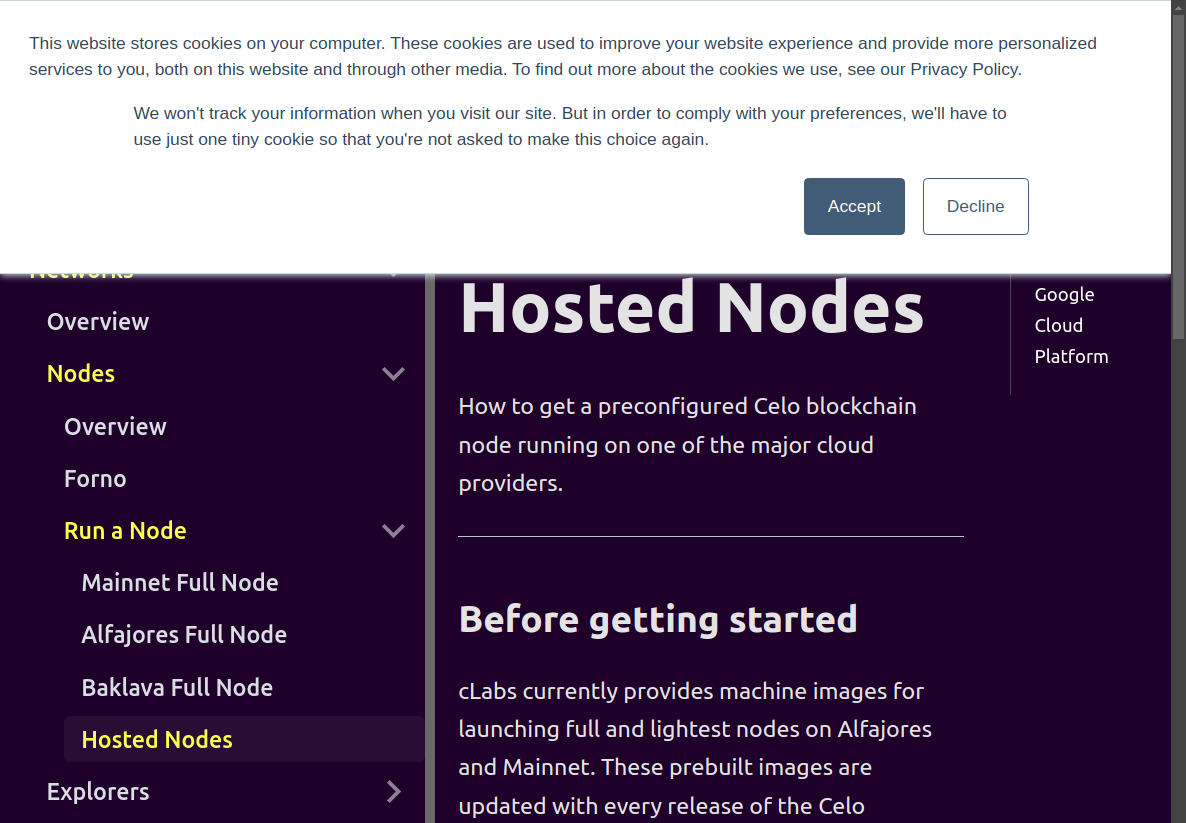 This website stores cookies on your computer. These cookies are used to improve your website experience and provide more personalized
services to you, both on this website and through other media. To find out more about the cookies we use, see our Privacy Policy.
We won't track your information when you visit our site. But in order to comply with your preferences, we'll have to
use just one tiny cookie so that you're not asked to make this choice again.
Accept
Decline
Networks
Overview
Nodes
Overview
Forno
Run a Node
Mainnet Full Node
Alfajores Full Node
Baklava Full Node
Hosted Nodes
Explorers
Hosted Nodes
How to get a preconfigured Celo blockchain
node running on one of the major cloud
providers.
Before getting started
cLabs currently provides machine images for
launching full and lightest nodes on Alfajores
and Mainnet. These prebuilt images are
updated with every release of the Celo
Google
Cloud
Platform